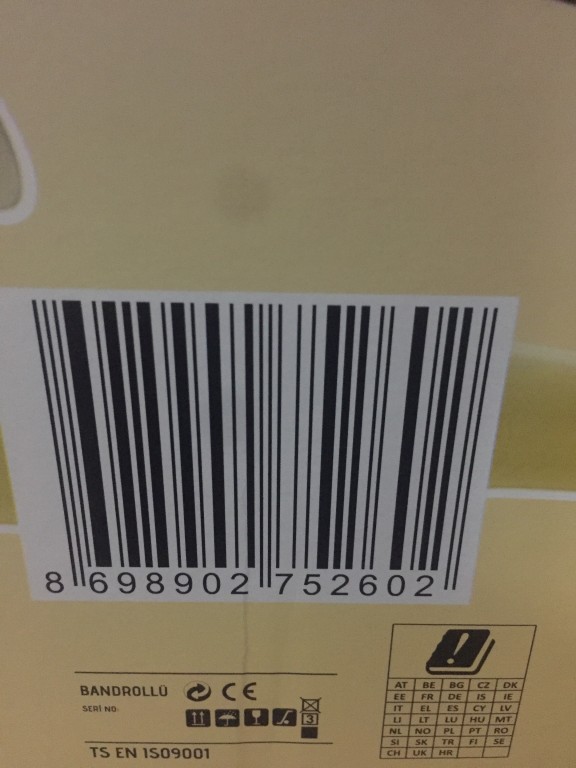 8 698902 752602
BANDROLLÜ CE
SERİ NO:
3
TS EN ISO9001
!
AT BE BG CZ DK
EE FR DE IS IE
IT EL ES CY LV
LI LT LU HU MT
NL NO PL PT RO
SI SK TR FI SE
CH UK HR